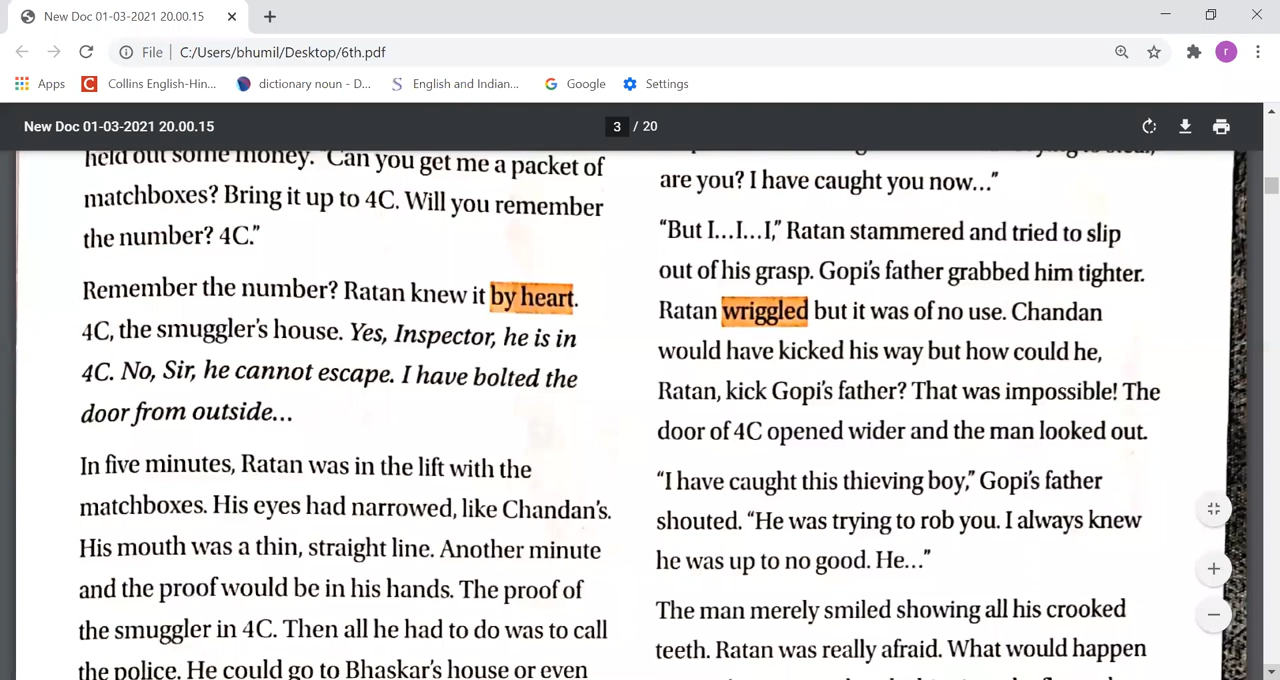 New Doc 01-03-2021 20.00.15
File
C:/Users/bhumil/Desktop/6th.pdf
r
Apps
Collins English-Hin...
dictionary noun - D...
English and Indian...
Google
Settings
New Doc 01-03-2021 20.00.15
3 / 20
held out some money. "Can you get me a packet of
matchboxes? Bring it up to 4C. Will you remember
the number? 4C."
Remember the number? Ratan knew it by heart.
4C, the smuggler's house. Yes, Inspector, he is in
4C. No, Sir, he cannot escape. I have bolted the
door from outside...
In five minutes, Ratan was in the lift with the
matchboxes. His eyes had narrowed, like Chandan's.
His mouth was a thin, straight line. Another minute
and the proof would be in his hands. The proof of
the smuggler in 4C. Then all he had to do was to call
the police. He could go to Bhaskar's house or even
are you? I have caught you now..."
"But I...I...I," Ratan stammered and tried to slip
out of his grasp. Gopi's father grabbed him tighter.
Ratan wriggled but it was of no use. Chandan
would have kicked his way but how could he,
Ratan, kick Gopi's father? That was impossible! The
door of 4C opened wider and the man looked out.
"I have caught this thieving boy," Gopi's father
shouted. "He was trying to rob you. I always knew
he was up to no good. He..."
The man merely smiled showing all his crooked
teeth. Ratan was really afraid. What would happen